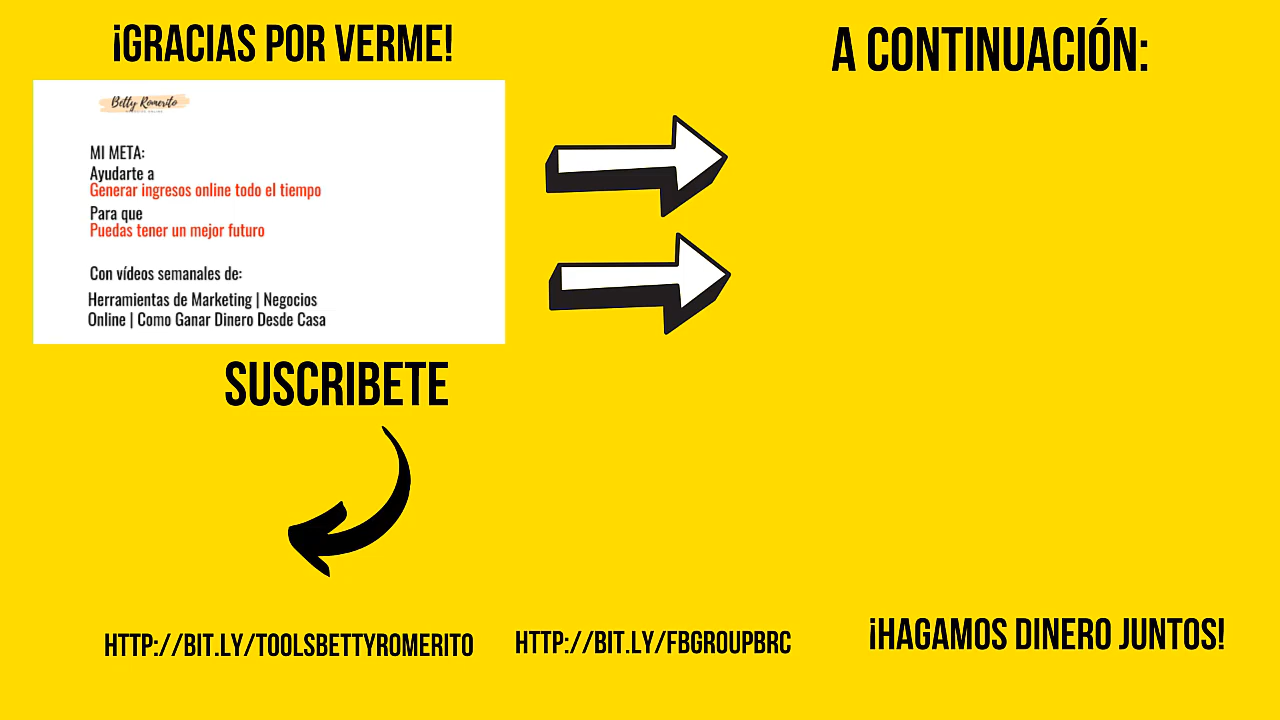 ¡GRACIAS POR VERME!
Betty Romerito
MI META:
Ayudarte a
Generar ingresos online todo el tiempo
Para que
Puedas tener un mejor futuro
Con vídeos semanales de:
Herramientas de Marketing | Negocios
Online | Como Ganar Dinero Desde Casa
SUSCRIBETE
A CONTINUACIÓN:
HTTP://BIT.LY/TOOLSBETTYROMERITO
HTTP://BIT.LY/FBGROUPBRC
¡HAGAMOS DINERO JUNTOS!